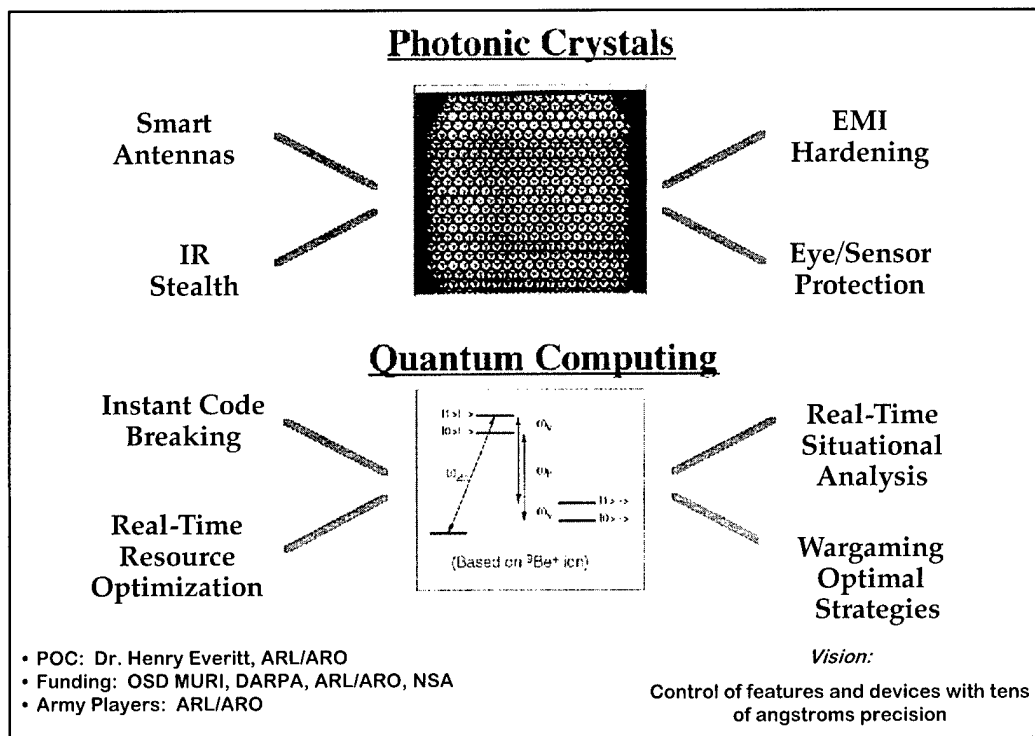 Photonic Crystals
Smart
Antennas
EMI
Hardening
IR
Stealth
Eye/Sensor
Protection
Quantum Computing
Instant Code
Breaking
Real-Time
Situational
Analysis
Real-Time
Resource
Optimization
(Based on ⁹Be⁺ ion)
Wargaming
Optimal
Strategies
• POC: Dr. Henry Everitt, ARL/ARO
• Funding: OSD MURI, DARPA, ARL/ARO, NSA
• Army Players: ARL/ARO
Vision:
Control of features and devices with tens
of angstroms precision